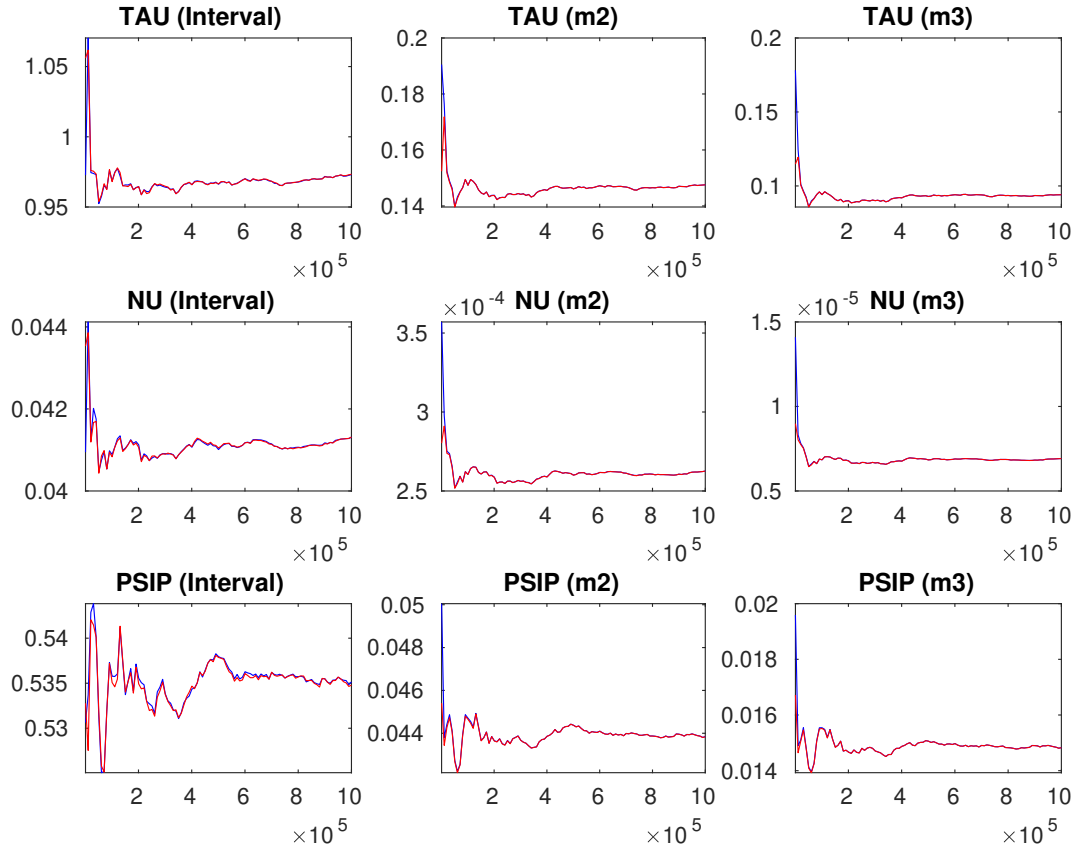 TAU (Interval)
1.05
1
0.95
2 4 6 8 10
×10^5
TAU (m2)
0.2
0.18
0.16
0.14
2 4 6 8 10
×10^5
TAU (m3)
0.2
0.15
0.1
2 4 6 8 10
×10^5
NU (Interval)
0.044
0.042
0.04
2 4 6 8 10
×10^5
×10^-4 NU (m2)
3.5
3
2.5
2 4 6 8 10
×10^5
×10^-5 NU (m3)
1.5
1
0.5
2 4 6 8 10
×10^5
PSIP (Interval)
0.54
0.535
0.53
2 4 6 8 10
×10^5
PSIP (m2)
0.05
0.048
0.046
0.044
2 4 6 8 10
×10^5
PSIP (m3)
0.02
0.018
0.016
0.014
2 4 6 8 10
×10^5